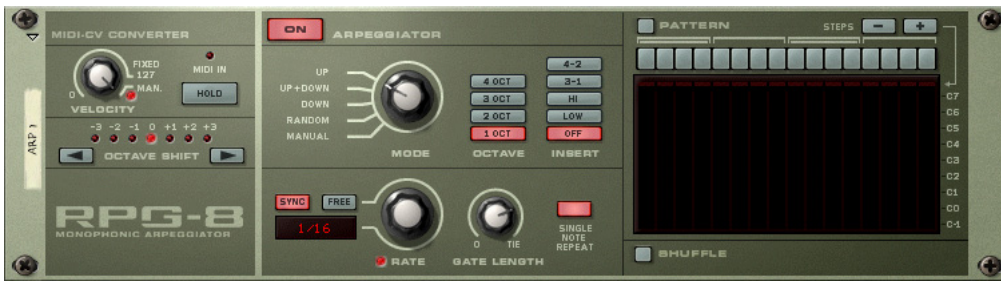 MIDI-CV CONVERTER
FIXED
127
MAN.
0
VELOCITY
MIDI IN
HOLD
-3 -2 -1 0 +1 +2 +3
OCTAVE SHIFT
ARP 1
RPG-8
MONOPHONIC ARPEGGIATOR
ON
ARPEGGIATOR
UP
UP+DOWN
DOWN
RANDOM
MANUAL
MODE
4 OCT
3 OCT
2 OCT
1 OCT
OCTAVE
4-2
3-1
HI
LOW
OFF
INSERT
SYNC
FREE
1/16
RATE
0
TIE
GATE LENGTH
SINGLE
NOTE
REPEAT
PATTERN
STEPS
-
+
C7
C6
C5
C4
C3
C2
C1
C0
C-1
SHUFFLE